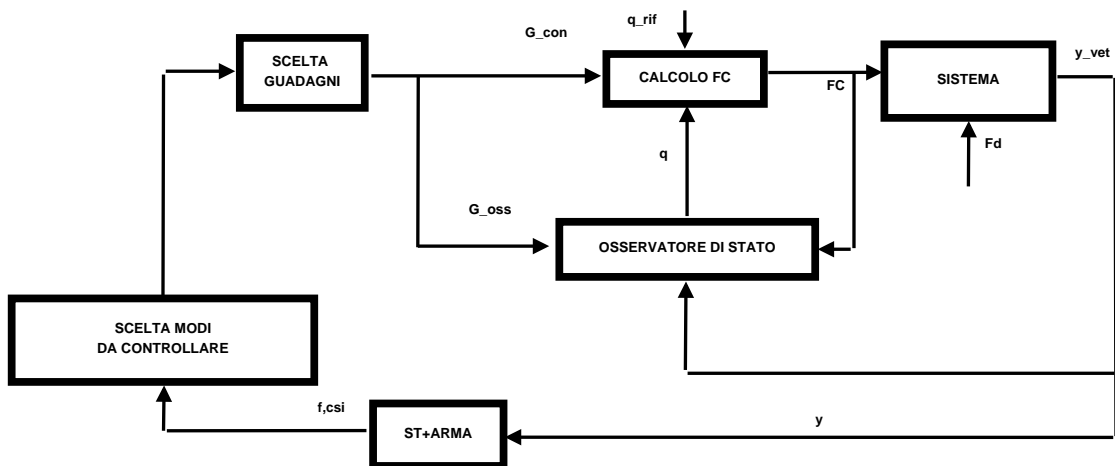 q_rif
G_con
y_vet
SCELTA
GUADAGNI
CALCOLO FC
FC
SISTEMA
q
Fd
G_oss
OSSERVATORE DI STATO
SCELTA MODI
DA CONTROLLARE
f,csi
ST+ARMA
y